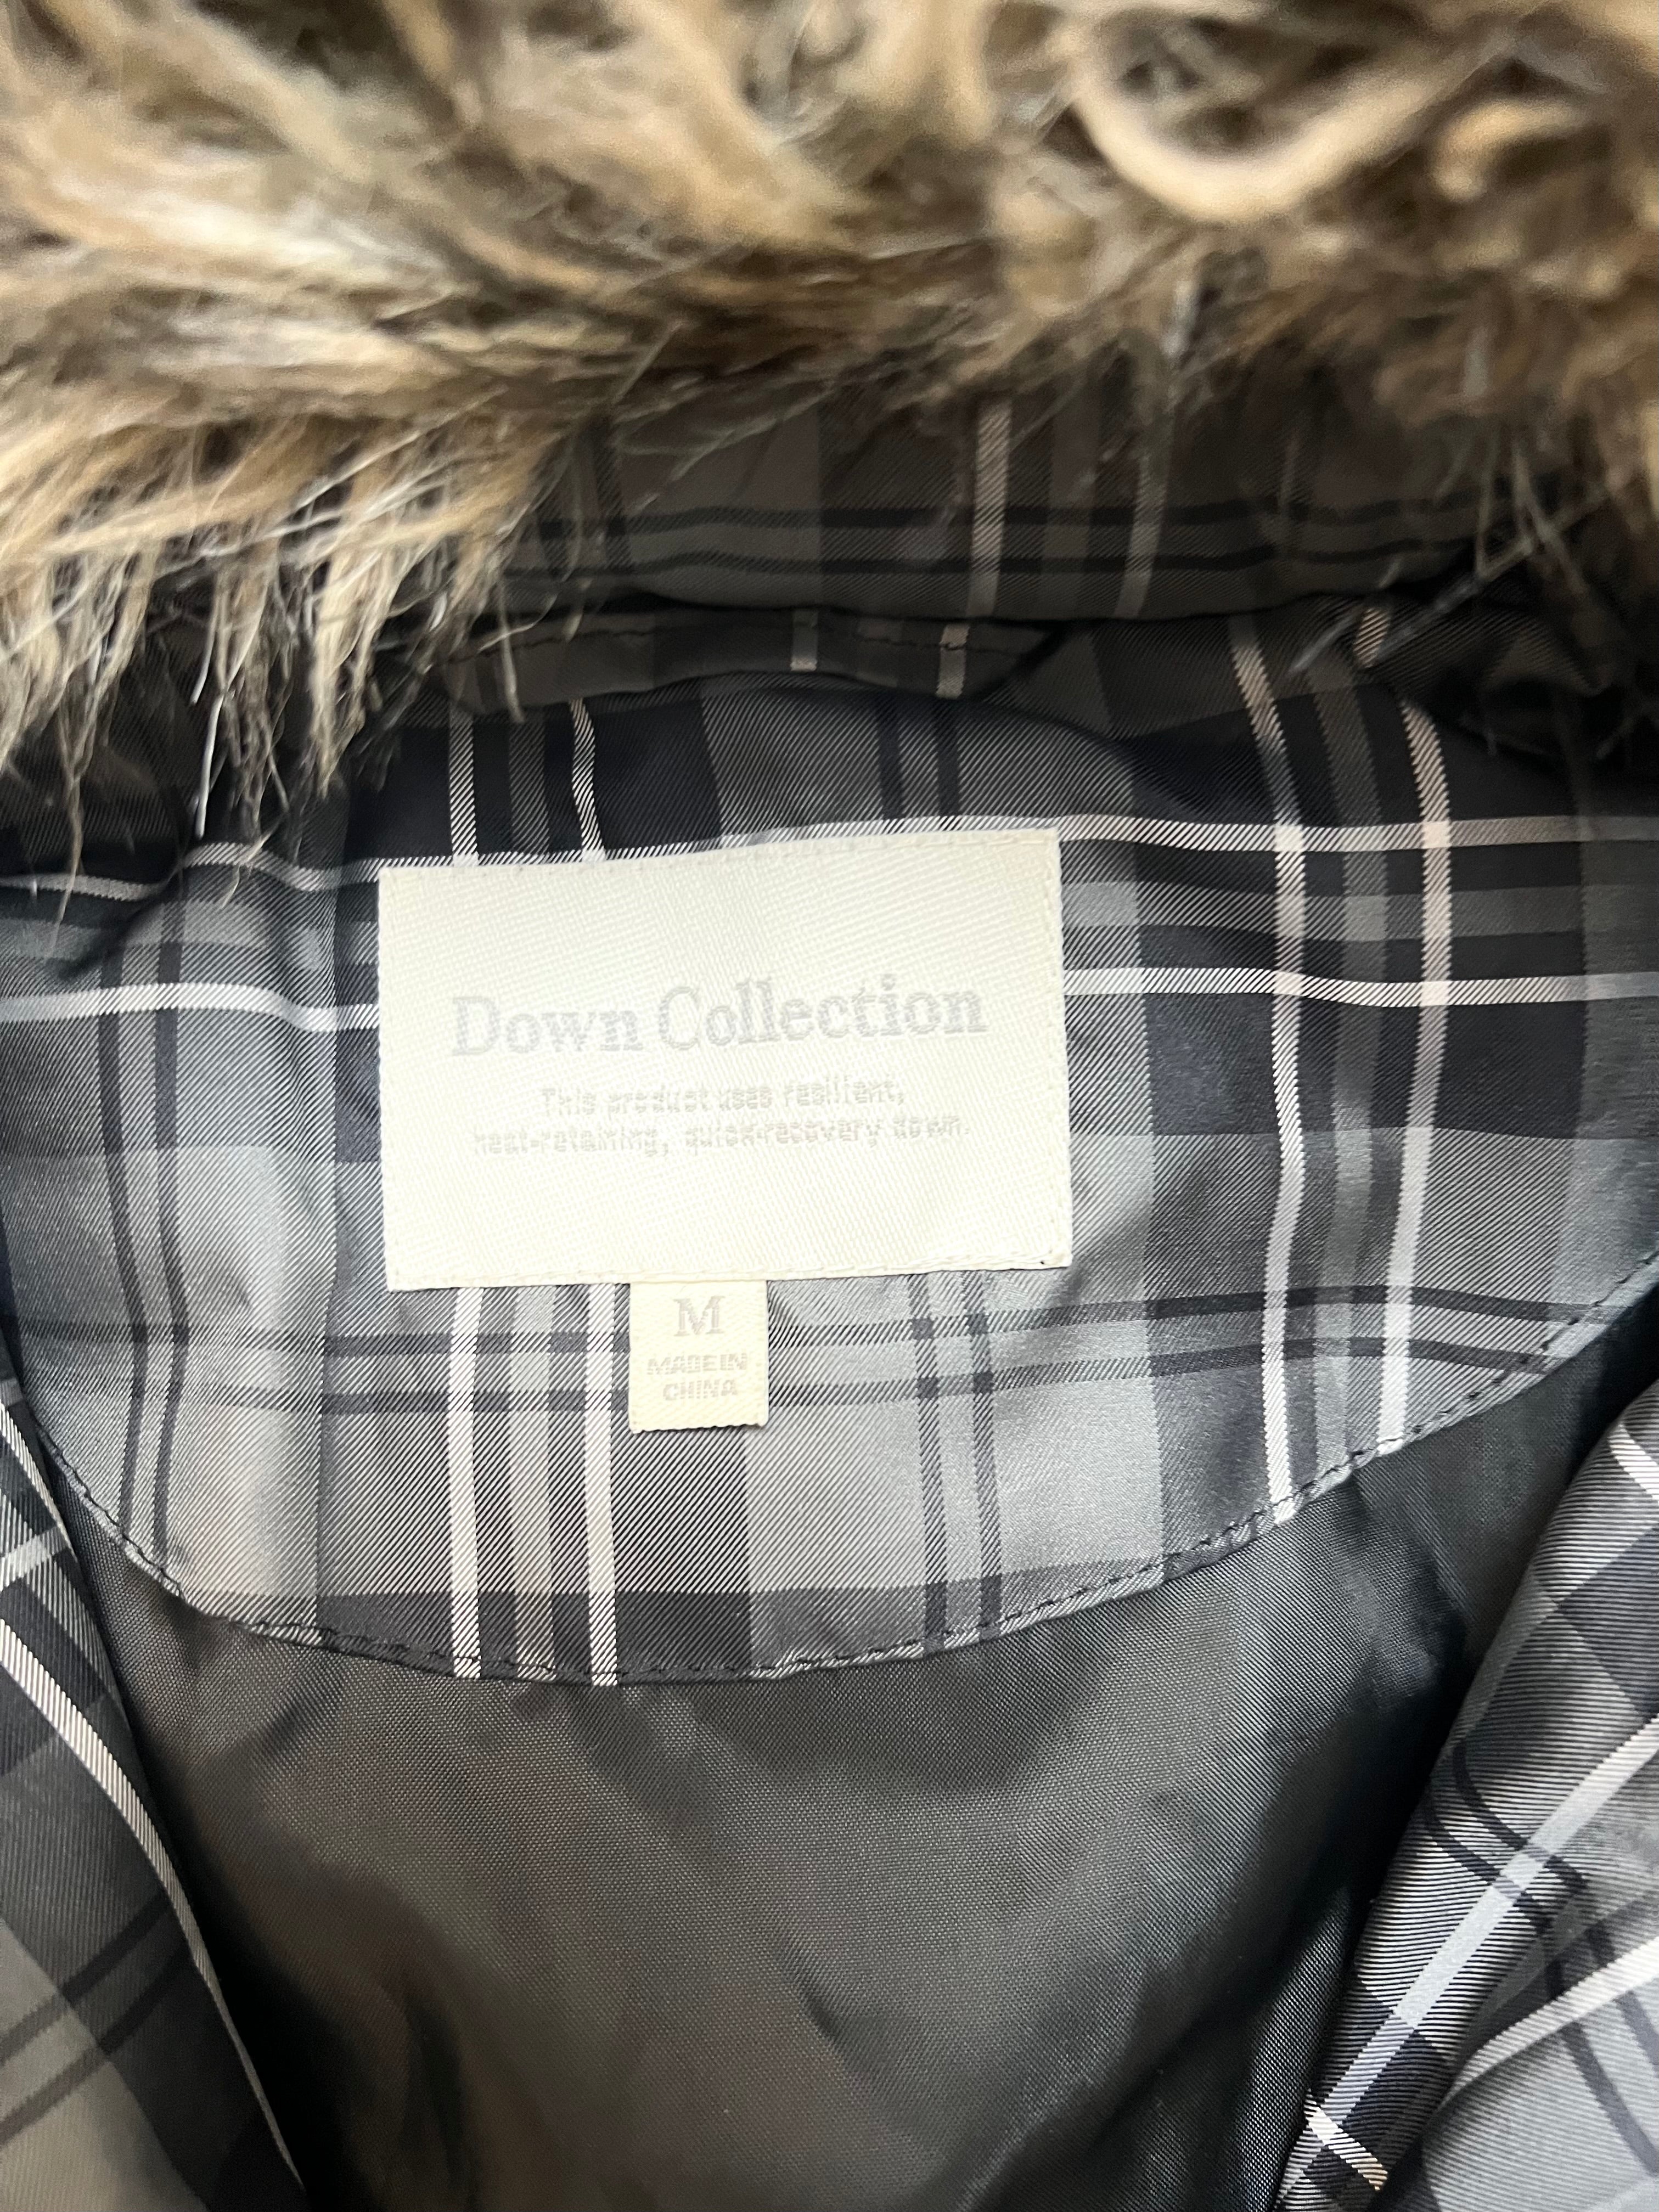 Down Collection
This product uses resilient,
heat-retaining, quick-recovery down.
M
MADE IN
CHINA